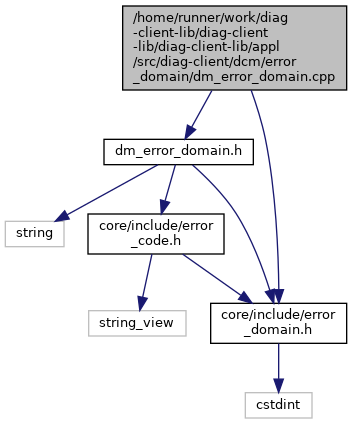 /home/runner/work/diag
-client-lib/diag-client
-lib/diag-client-lib/appl
/src/diag-client/dcm/error
_domain/dm_error_domain.cpp
dm_error_domain.h
string
core/include/error
_code.h
string_view
core/include/error
_domain.h
cstdint